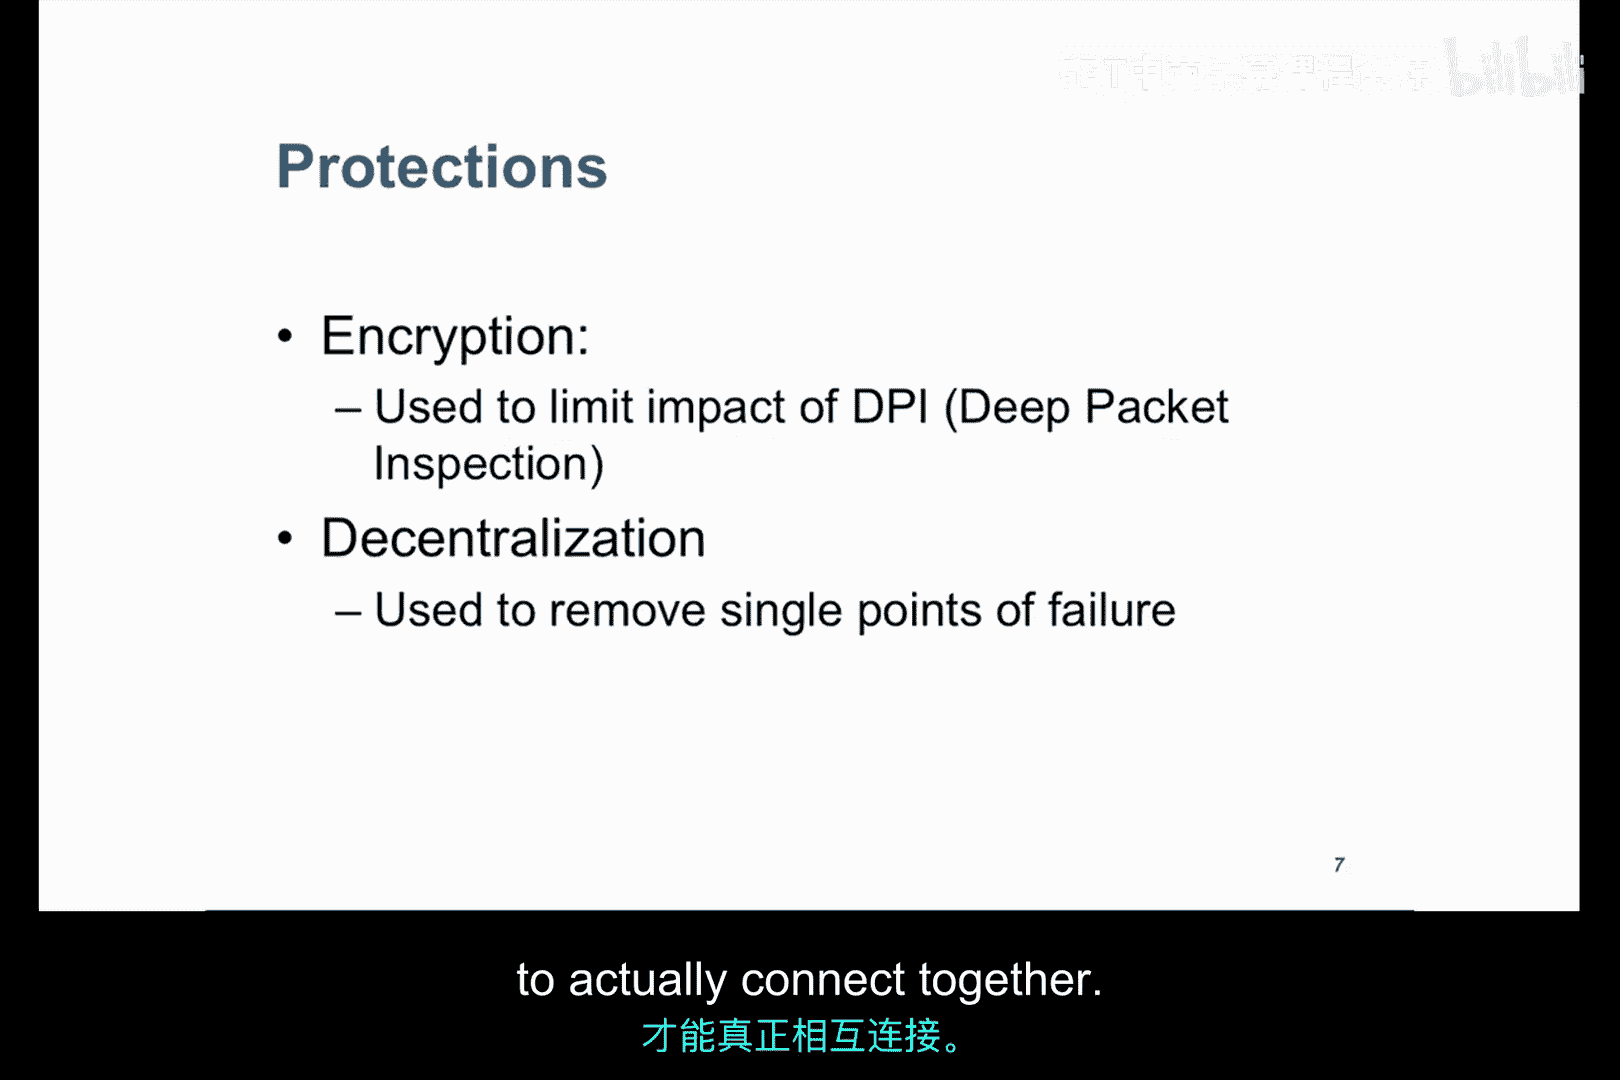 bilibili
Protections
• Encryption:
– Used to limit impact of DPI (Deep Packet
Inspection)
• Decentralization
– Used to remove single points of failure
7
to actually connect together.
才能真正相互连接。